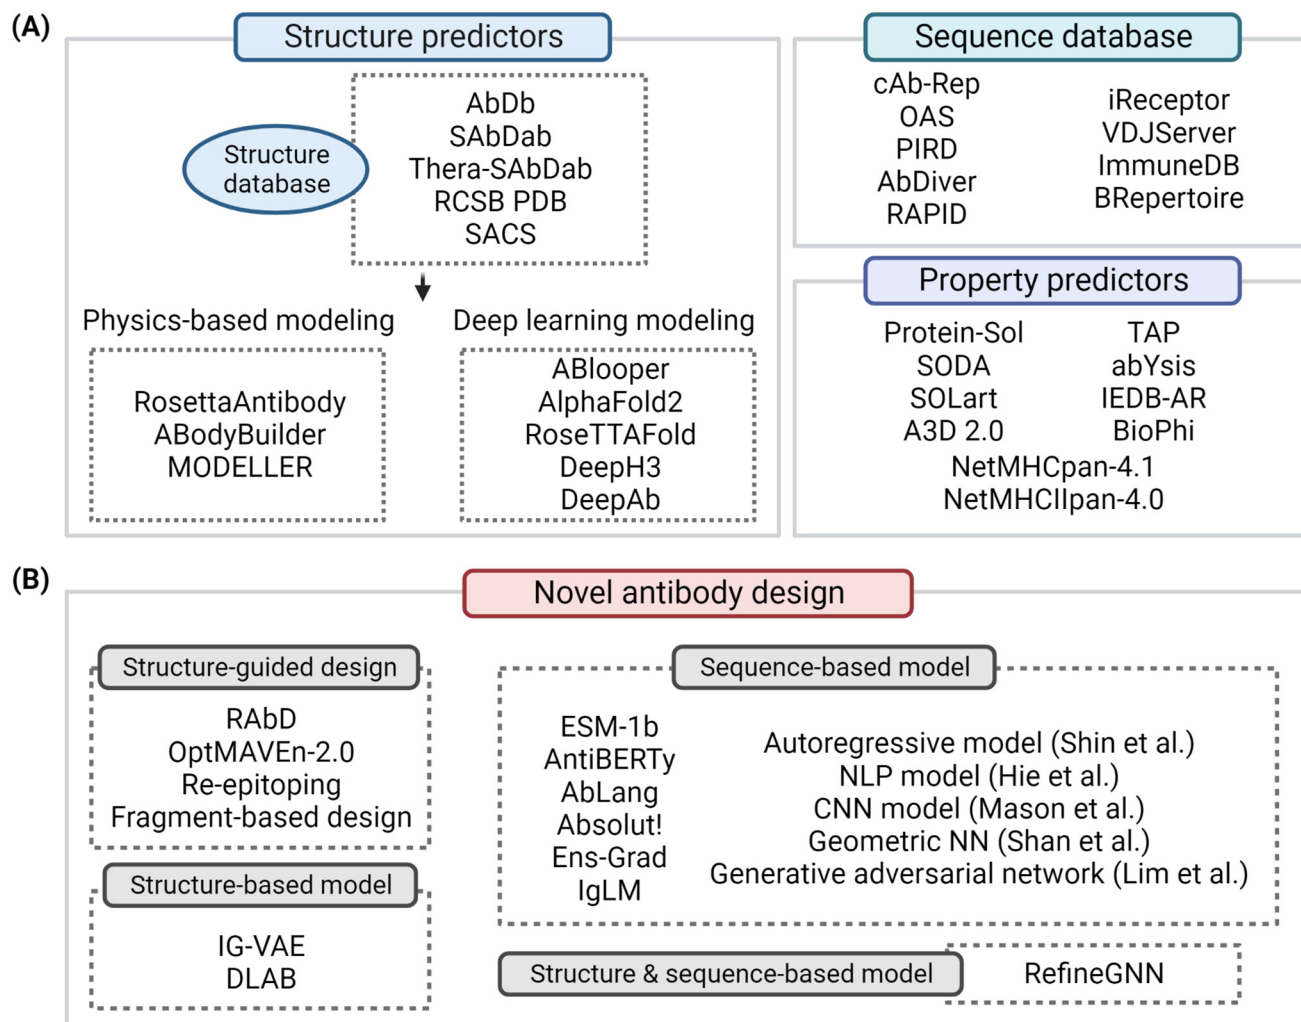 (A)
Structure predictors
Structure
database
AbDb
SAbDab
Thera-SAbDab
RCSB PDB
SACS
Physics-based modeling
RosettaAntibody
ABodyBuilder
MODELLER
Deep learning modeling
ABlooper
AlphaFold2
RoseTTAFold
DeepH3
DeepAb
Sequence database
cAb-Rep
OAS
PIRD
AbDiver
RAPID
iReceptor
VDJServer
ImmuneDB
BRepertoire
Property predictors
Protein-Sol
SODA
SOLart
A3D 2.0
TAP
abYsis
IEDB-AR
BioPhi
NetMHCpan-4.1
NetMHCIIpan-4.0
(B)
Novel antibody design
Structure-guided design
RAbD
OptMAVEn-2.0
Re-epitoping
Fragment-based design
Structure-based model
IG-VAE
DLAB
Sequence-based model
ESM-1b
AntiBERTy
AbLang
Absolut!
Ens-Grad
IgLM
Autoregressive model (Shin et al.)
NLP model (Hie et al.)
CNN model (Mason et al.)
Geometric NN (Shan et al.)
Generative adversarial network (Lim et al.)
Structure & sequence-based model
RefineGNN